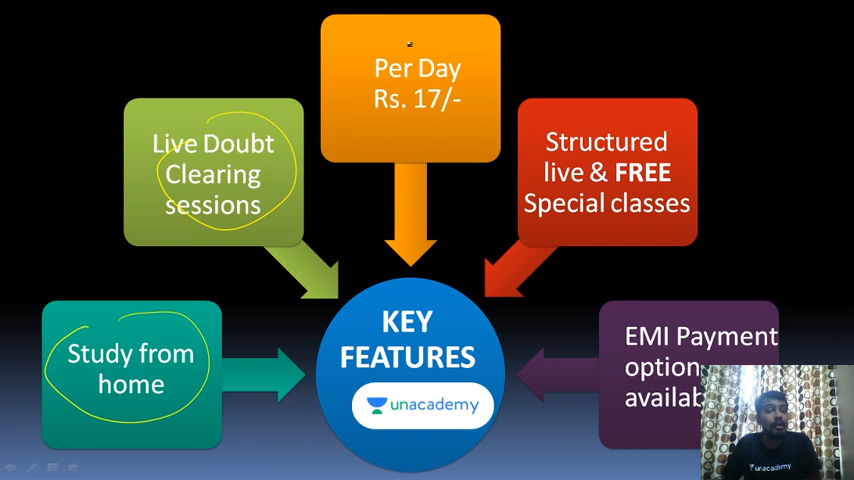 Per Day
Rs. 17/-
Live Doubt
Clearing
sessions
Structured
live & FREE
Special classes
Study from
home
KEY
FEATURES
unacademy
EMI Payment
option
unacademy